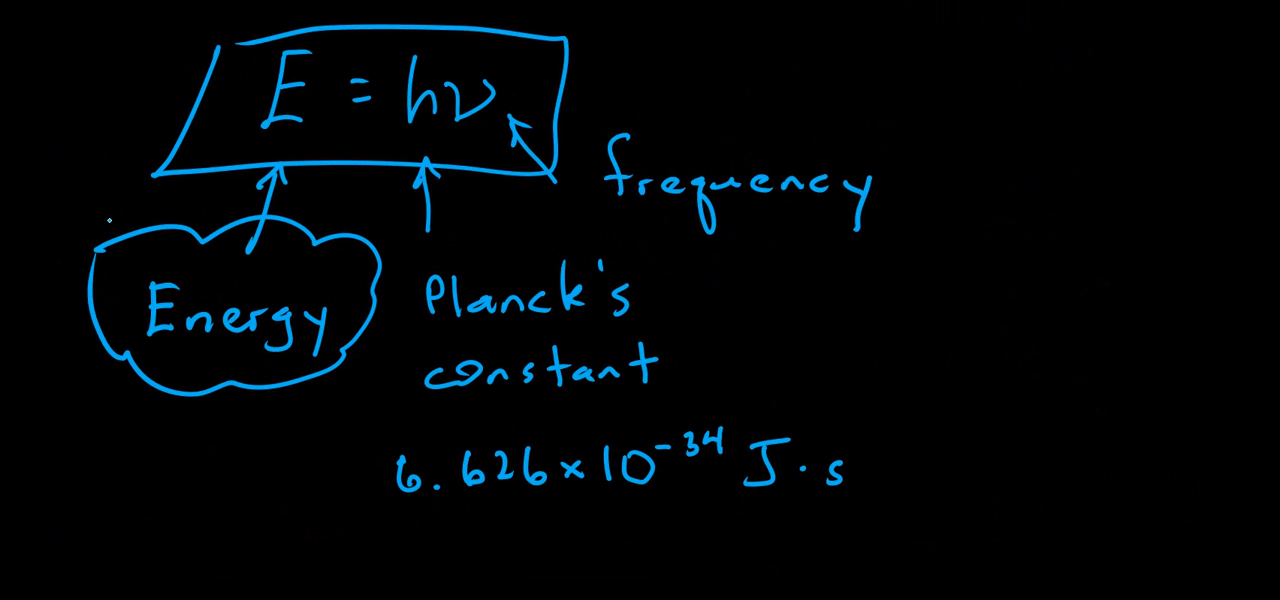 E = hν
frequency
Energy
Planck's
constant
6.626×10⁻³⁴ J·s